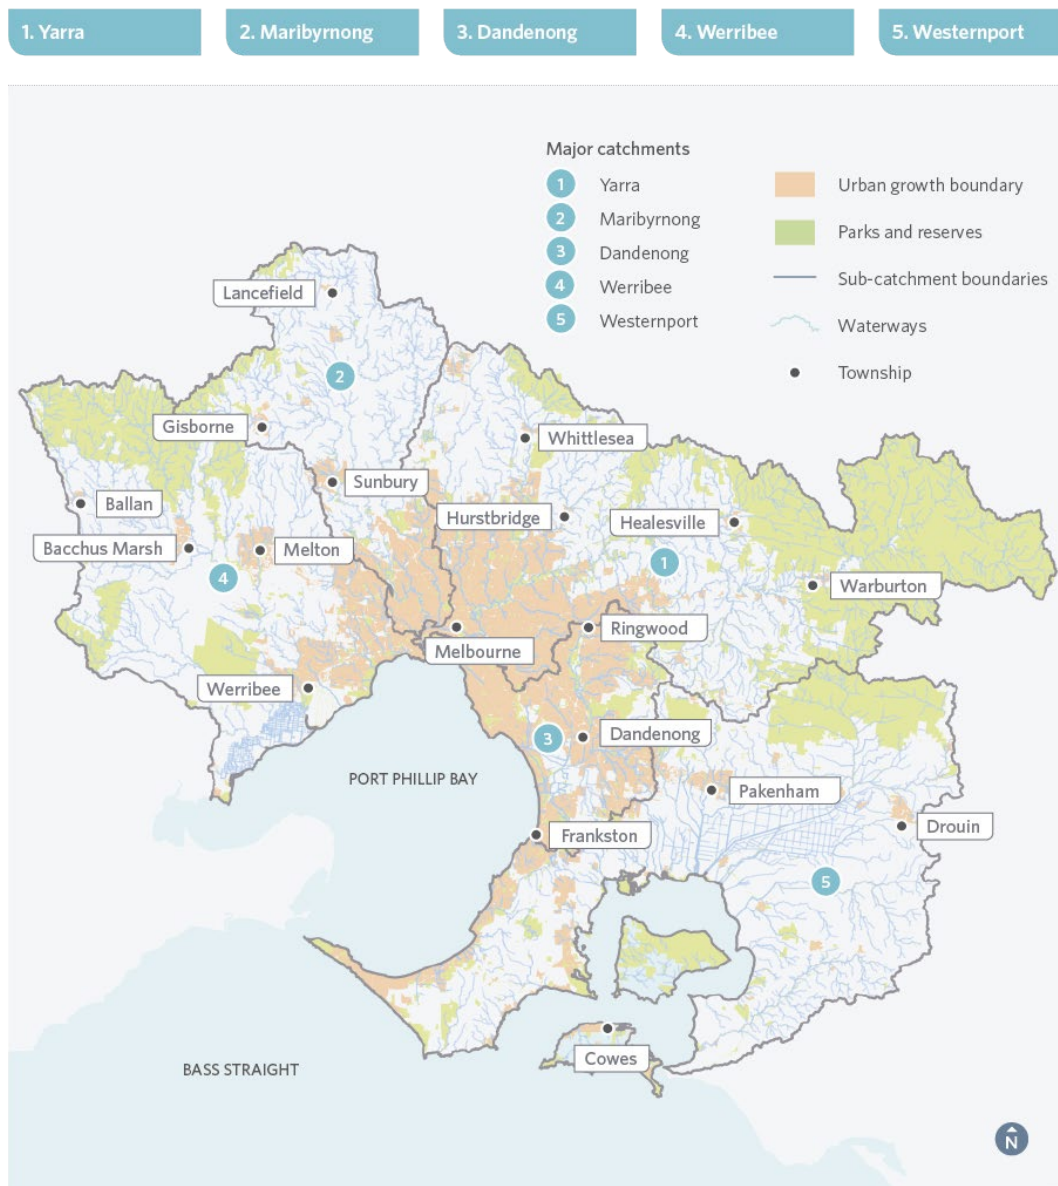 1. Yarra
2. Maribyrnong
3. Dandenong
4. Werribee
5. Westernport
Major catchments
1 Yarra
2 Maribyrnong
3 Dandenong
4 Werribee
5 Westernport
Urban growth boundary
Parks and reserves
Sub-catchment boundaries
Waterways
Township
Lancefield
2
Gisborne
Whittlesea
Sunbury
Ballan
Hurstbridge
Healesville
Bacchus Marsh
Melton
4
1
Warburton
Melbourne
Ringwood
Werribee
3
Dandenong
PORT PHILLIP BAY
Pakenham
Frankston
Drouin
5
Cowes
BASS STRAIGHT
N